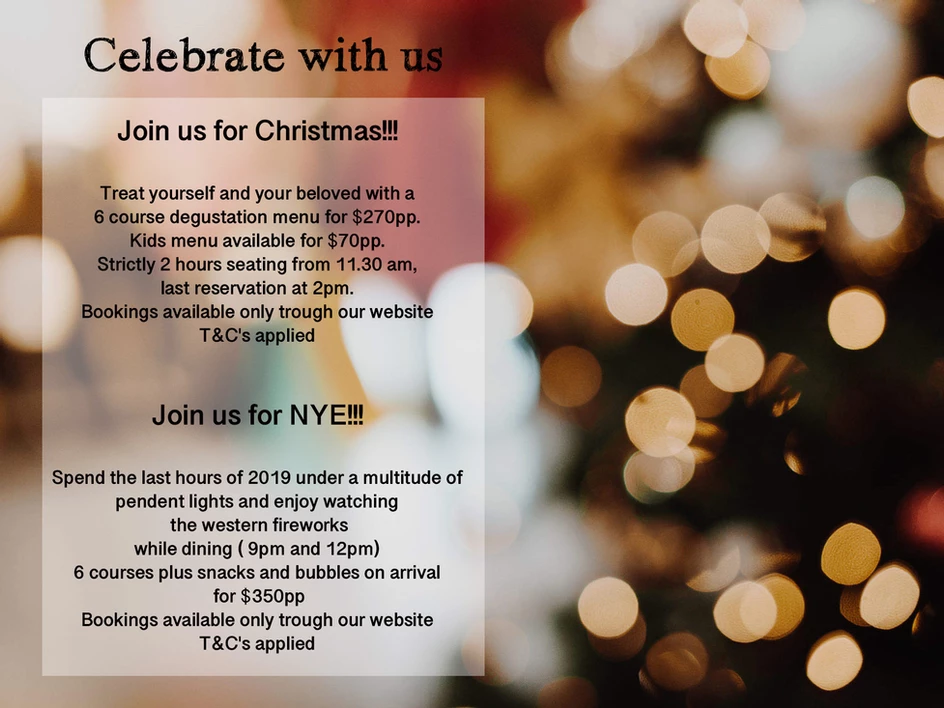 Celebrate with us
Join us for Christmas!!!
Treat yourself and your beloved with a
6 course degustation menu for $270pp.
Kids menu available for $70pp.
Strictly 2 hours seating from 11.30 am,
last reservation at 2pm.
Bookings available only trough our website
T&C's applied
Join us for NYE!!!
Spend the last hours of 2019 under a multitude of
pendent lights and enjoy watching
the western fireworks
while dining ( 9pm and 12pm)
6 courses plus snacks and bubbles on arrival
for $350pp
Bookings available only trough our website
T&C's applied